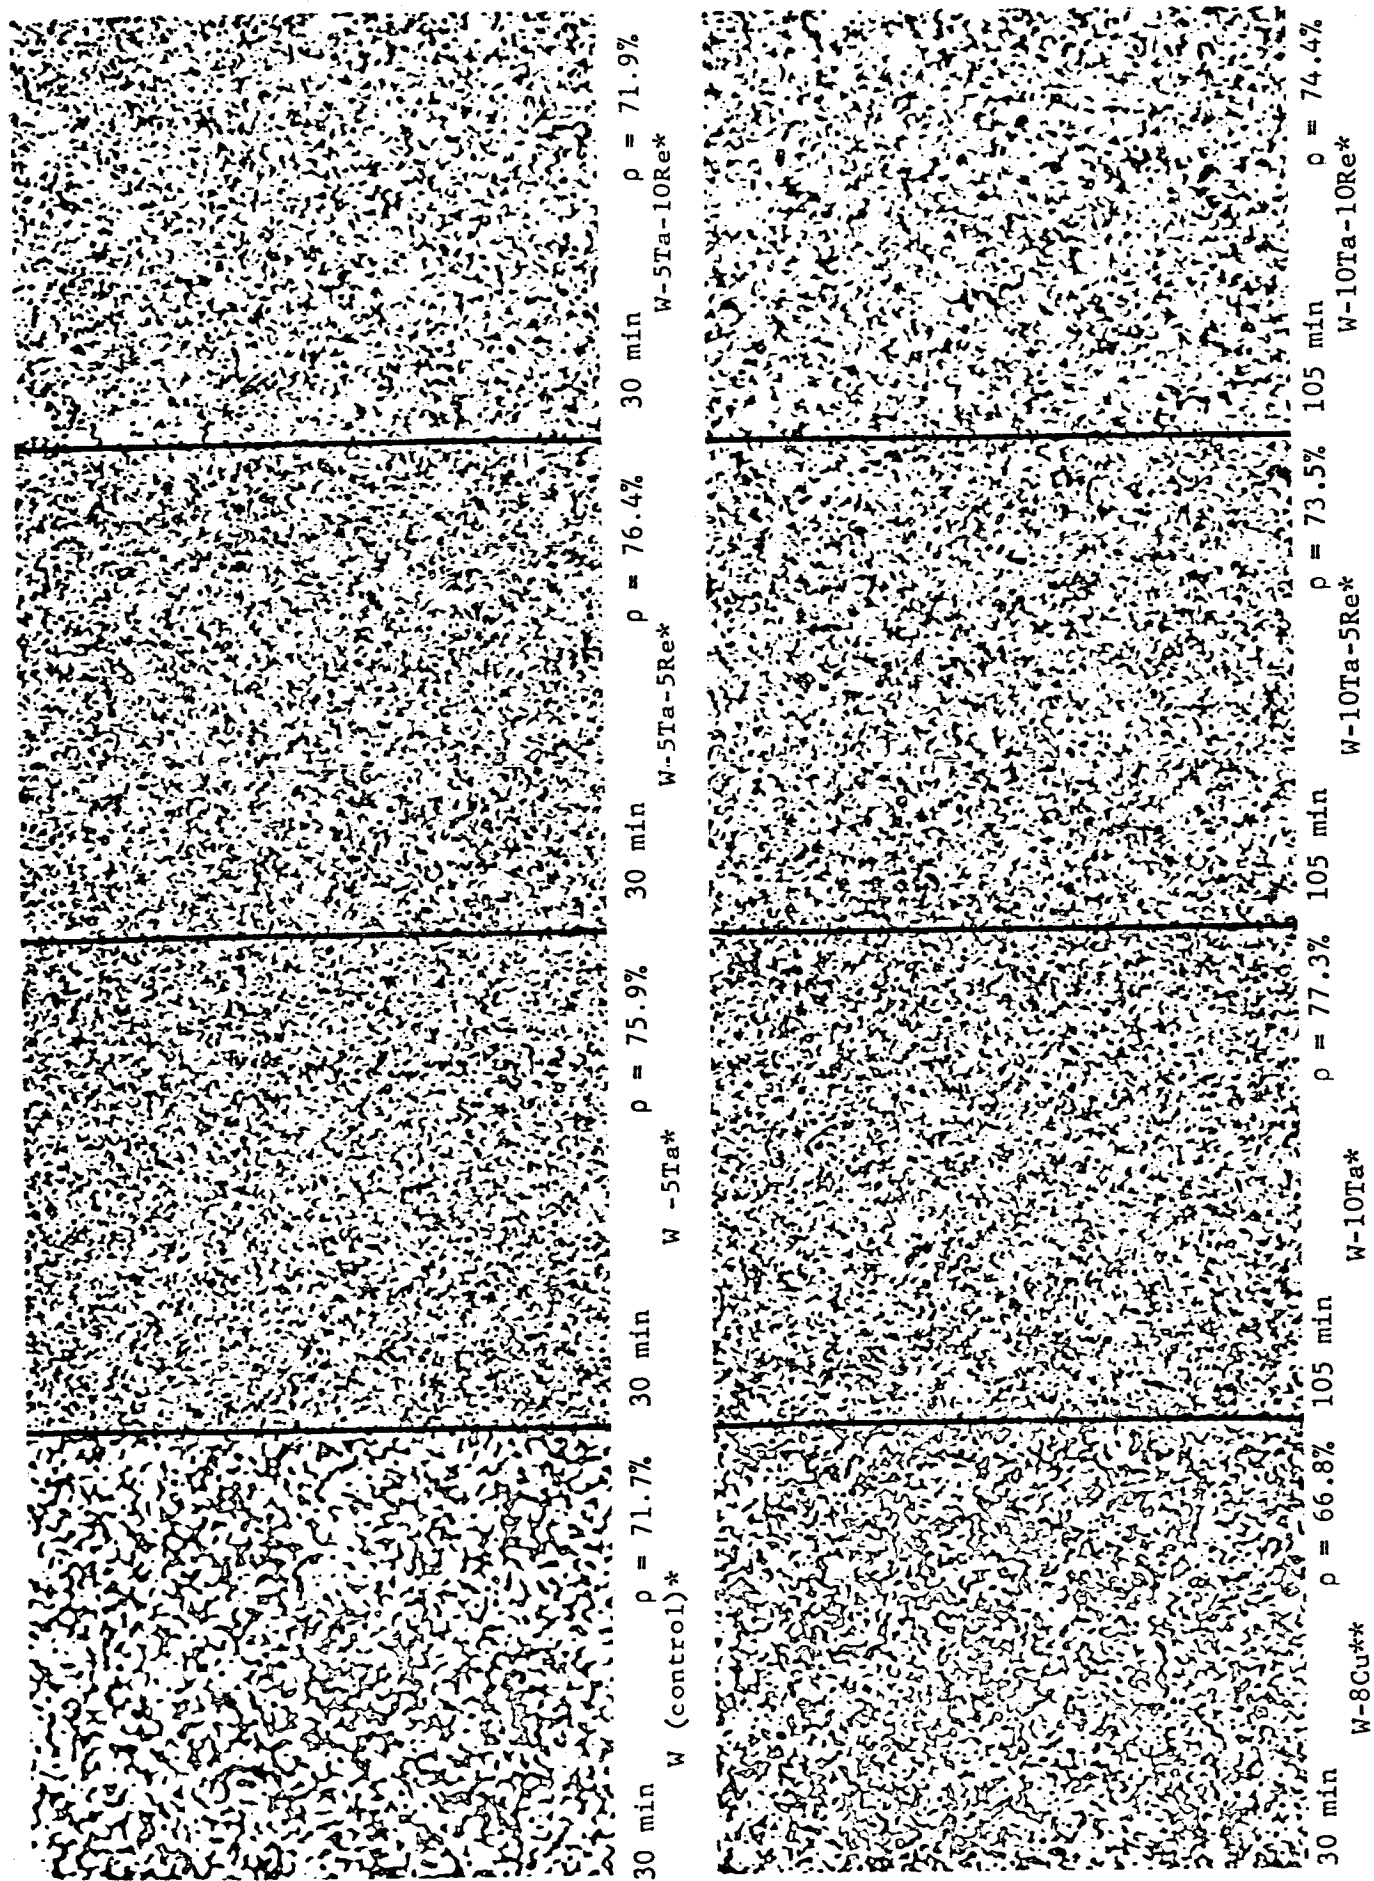 30 min ρ = 71.7%
W (control)*
30 min ρ = 75.9%
W -5Ta*
30 min ρ = 76.4%
W-5Ta-5Re*
30 min ρ = 71.9%
W-5Ta-10Re*
30 min ρ = 66.8%
W-8Cu**
105 min ρ = 77.3%
W-10Ta*
105 min ρ = 73.5%
W-10Ta-5Re*
105 min ρ = 74.4%
W-10Ta-10Re*